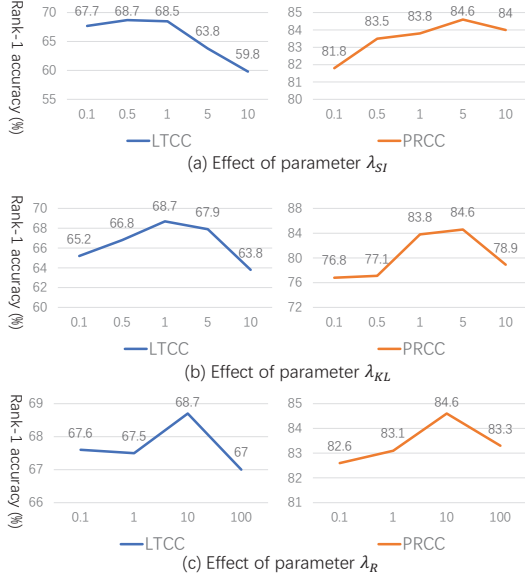 Rank-1 accuracy (%)
70
65
60
55
67.7 68.7 68.5 63.8 59.8
0.1 0.5 1 5 10
LTCC
85
84
83
82
81
80
81.8 83.5 83.8 84.6 84
0.1 0.5 1 5 10
PRCC
(a) Effect of parameter λ_SI
Rank-1 accuracy (%)
70
68
66
64
62
60
65.2 66.8 68.7 67.9 63.8
0.1 0.5 1 5 10
LTCC
88
84
80
76
72
76.8 77.1 83.8 84.6 78.9
0.1 0.5 1 5 10
PRCC
(b) Effect of parameter λ_KL
Rank-1 accuracy (%)
69
68
67
66
67.6 67.5 68.7 67
0.1 1 10 100
LTCC
85
84
83
82
81
82.6 83.1 84.6 83.3
0.1 1 10 100
PRCC
(c) Effect of parameter λ_R